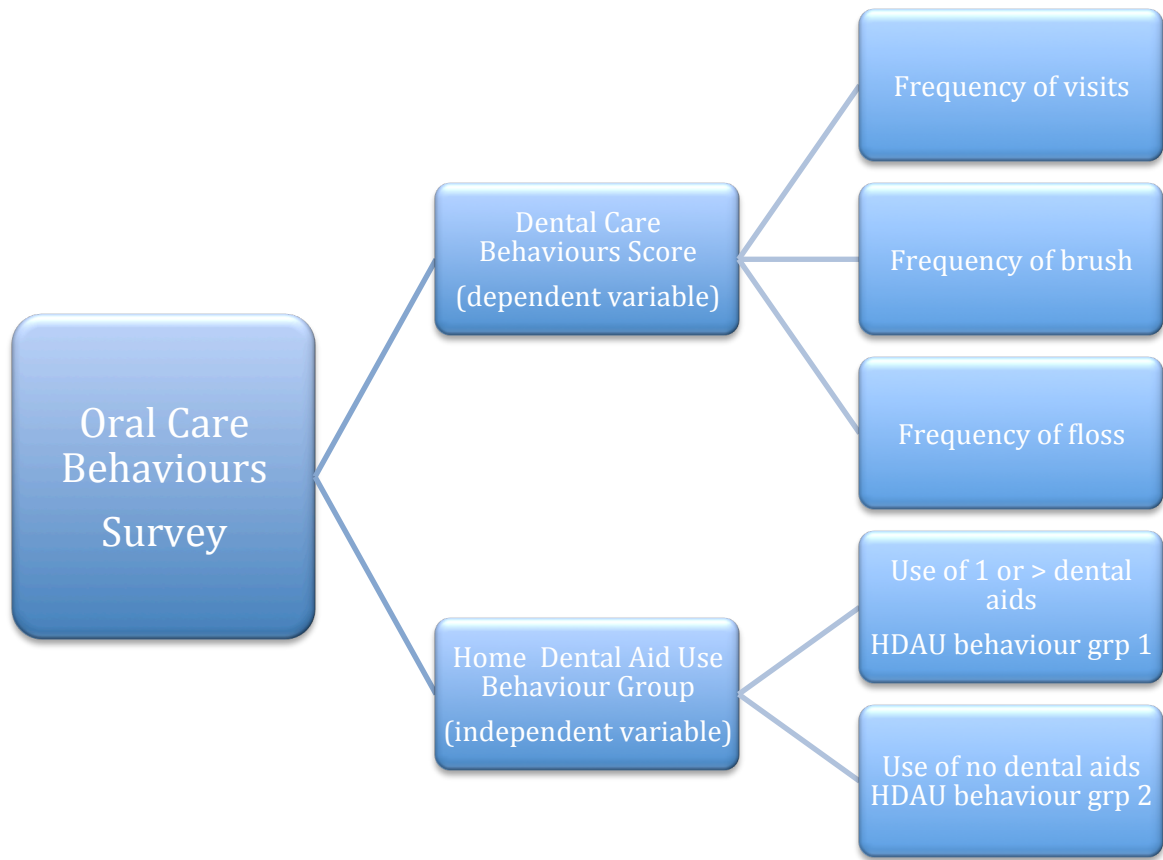 Oral Care
Behaviours
Survey
Dental Care
Behaviours Score
(dependent variable)
Frequency of visits
Frequency of brush
Frequency of floss
Home Dental Aid Use
Behaviour Group
(independent variable)
Use of 1 or > dental
aids
HDAU behaviour grp 1
Use of no dental aids
HDAU behaviour grp 2